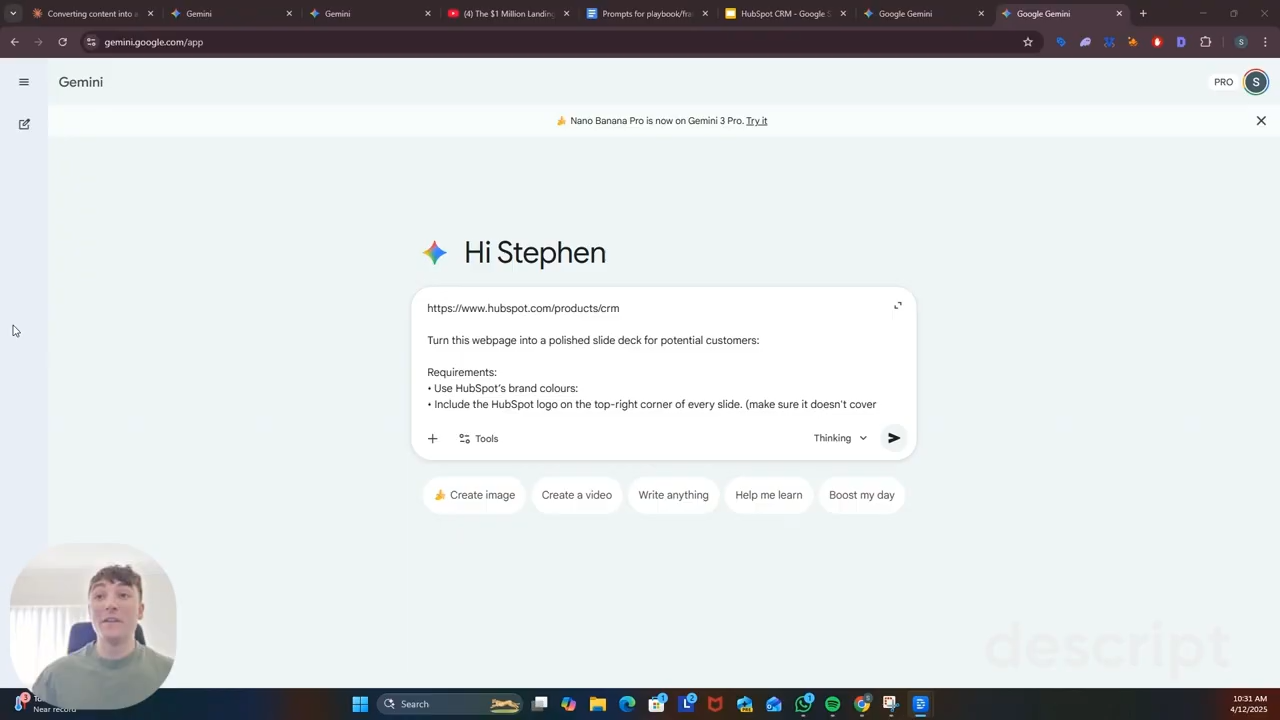 Converting content into a
Gemini
Gemini
(4) The $1 Million Landin
Prompts for playbook/fra
HubSpot CRM - Google S
Google Gemini
Google Gemini
gemini.google.com/app
S
Gemini
PRO
S
Nano Banana Pro is now on Gemini 3 Pro. Try it
Hi Stephen
https://www.hubspot.com/products/crm
Turn this webpage into a polished slide deck for potential customers:
Requirements:
• Use HubSpot's brand colours:
• Include the HubSpot logo on the top-right corner of every slide. (make sure it doesn't cover
Tools
Thinking
Create image
Create a video
Write anything
Help me learn
Boost my day
descript
3
Near record
Search
10:31 AM
4/12/2025